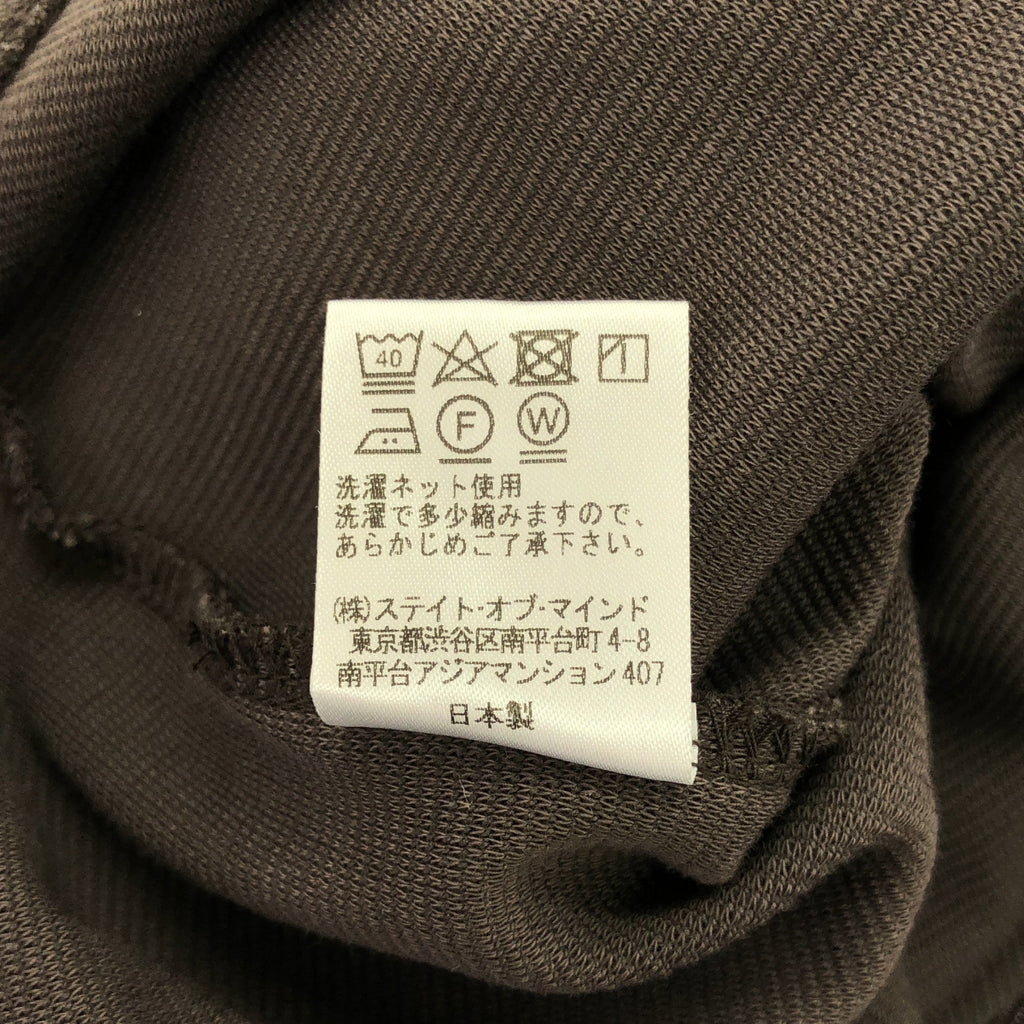 40
F W
洗濯ネット使用
洗濯で多少縮みますので、
あらかじめご了承下さい。
(株)ステイト・オブ・マインド
東京都渋谷区南平台町4-8
南平台アジアマンション407
日本製